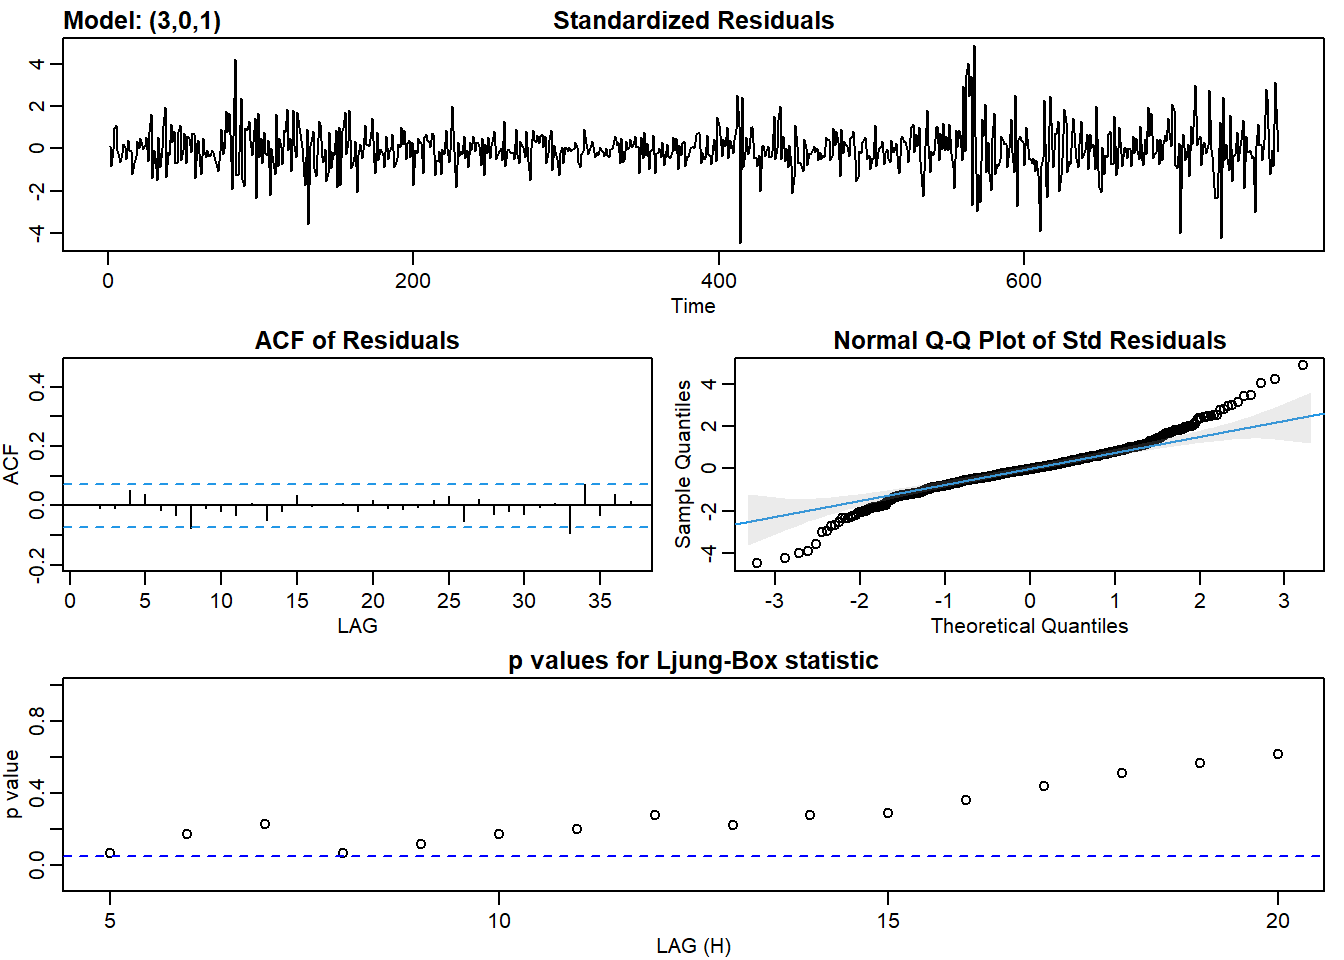 Model: (3,0,1) Standardized Residuals
4
2
0
-2
-4
0 200 400 600
Time
ACF of Residuals
0.4
0.2
0.0
-0.2
ACF
0 5 10 15 20 25 30 35
LAG
Normal Q-Q Plot of Std Residuals
4
2
0
-2
-4
Sample Quantiles
-3 -2 -1 0 1 2 3
Theoretical Quantiles
p values for Ljung-Box statistic
0.8
0.4
0.0
p value
5 10 15 20
LAG (H)